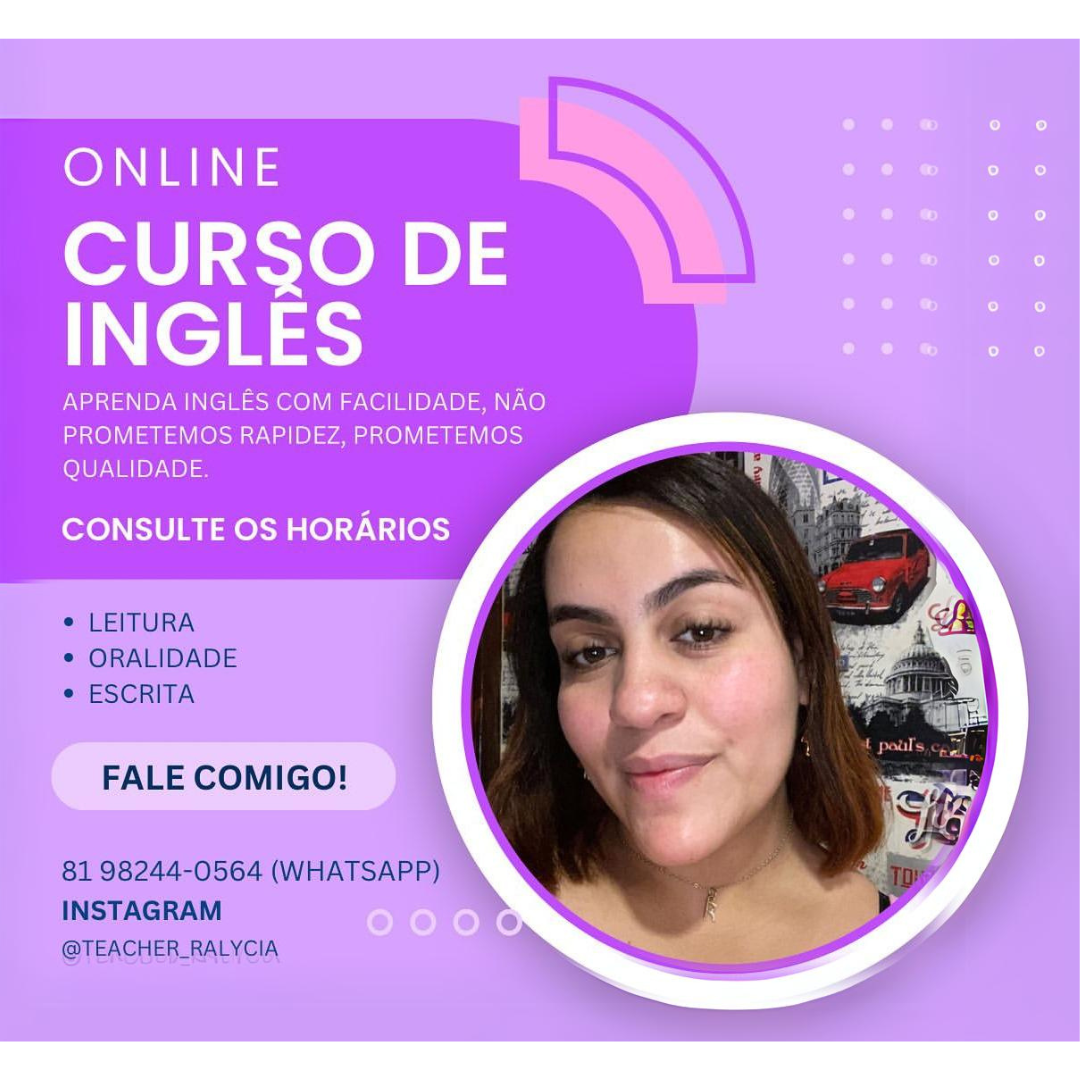 ONLINE
CURSO DE
INGLÊS
APRENDA INGLÊS COM FACILIDADE, NÃO
PROMETEMOS RAPIDEZ, PROMETEMOS
QUALIDADE.
CONSULTE OS HORÁRIOS
• LEITURA
• ORALIDADE
• ESCRITA
FALE COMIGO!
81 98244-0564 (WHATSAPP)
INSTAGRAM
@TEACHER_RALYCIA
paul's